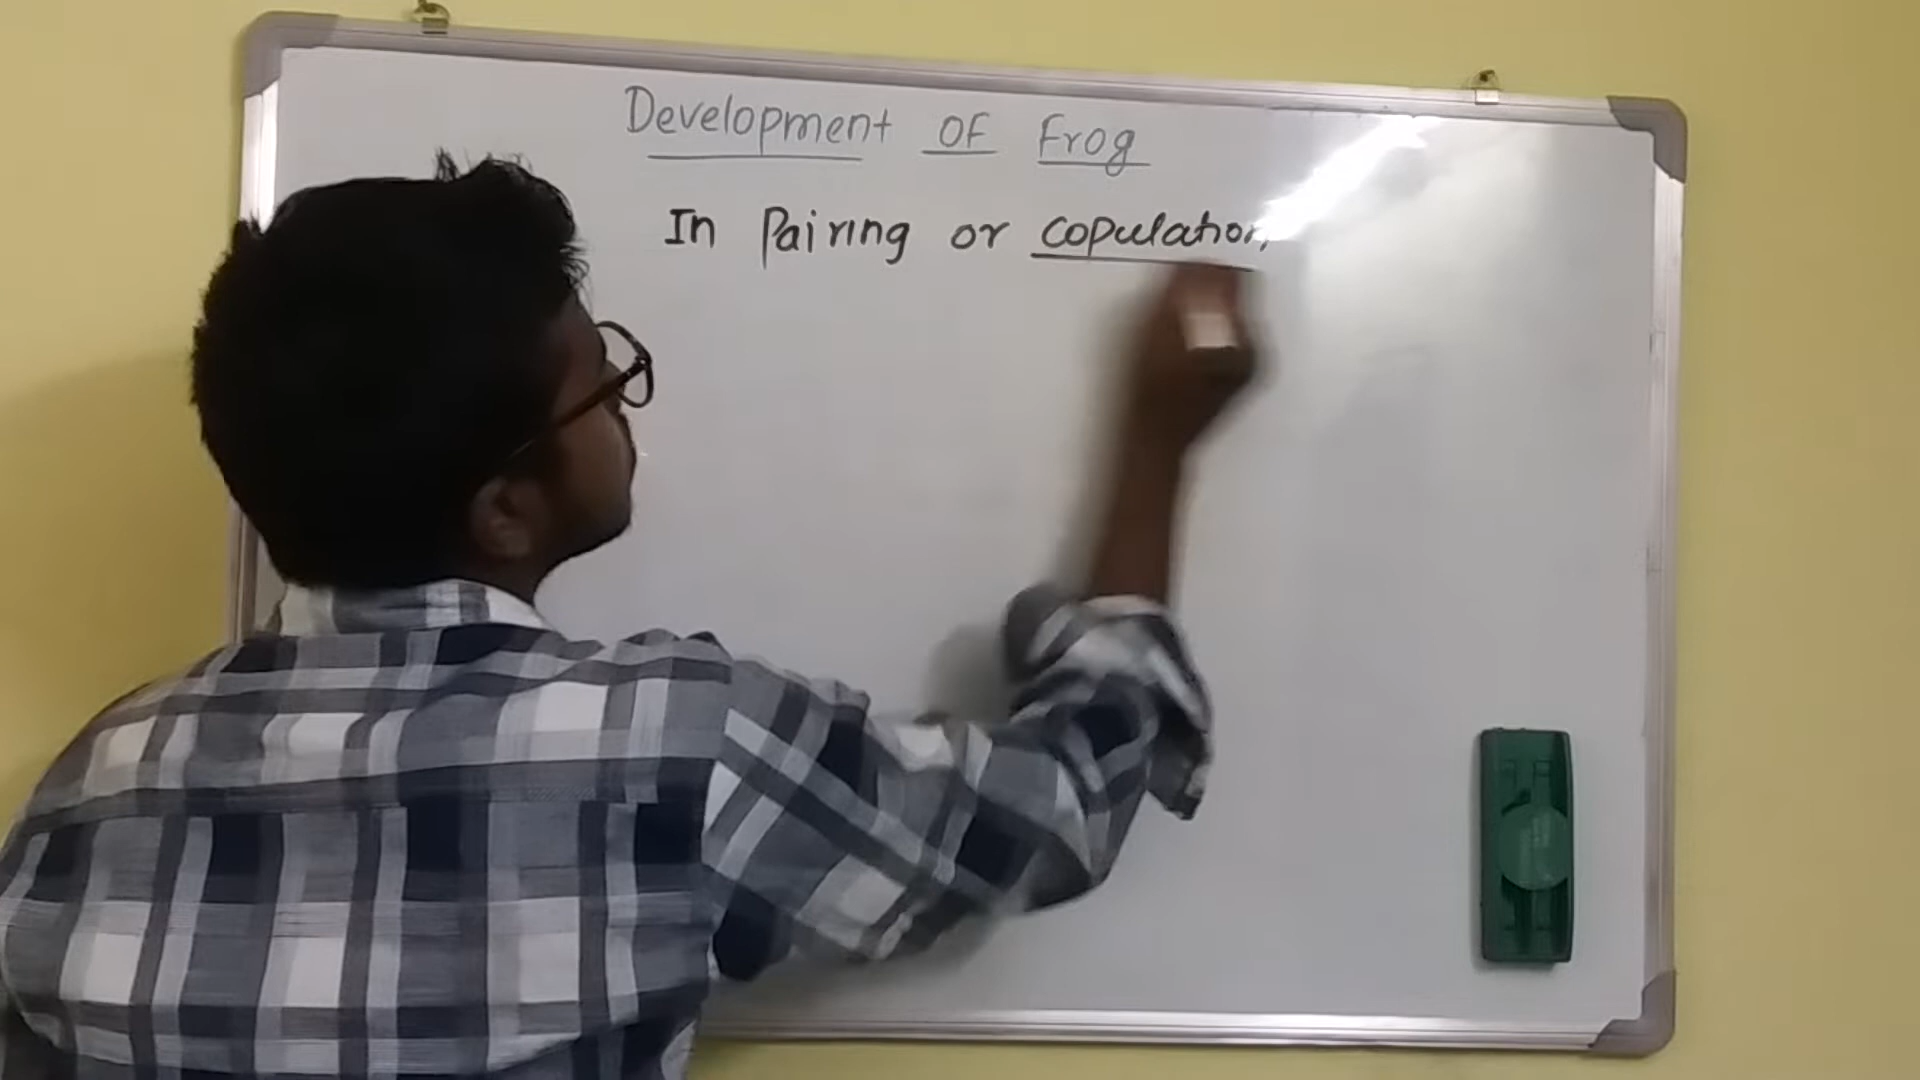 Development OF Frog
In Pairing or copulation